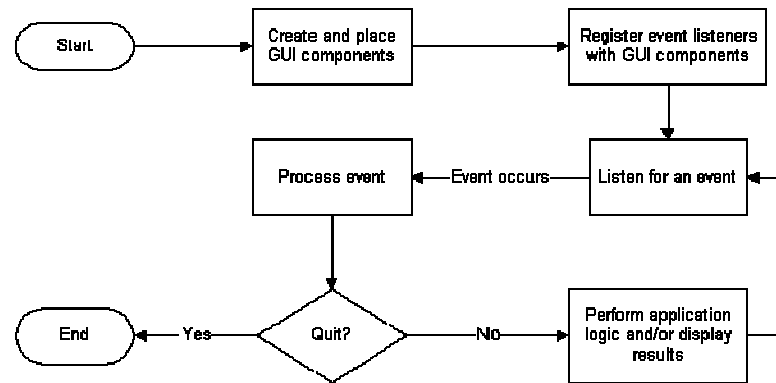 Start
Create and place
GUI components
Register event listeners
with GUI components
Process event
Event occurs
Listen for an event
End
Yes
Quit?
No
Perform application
logic and/or display
results